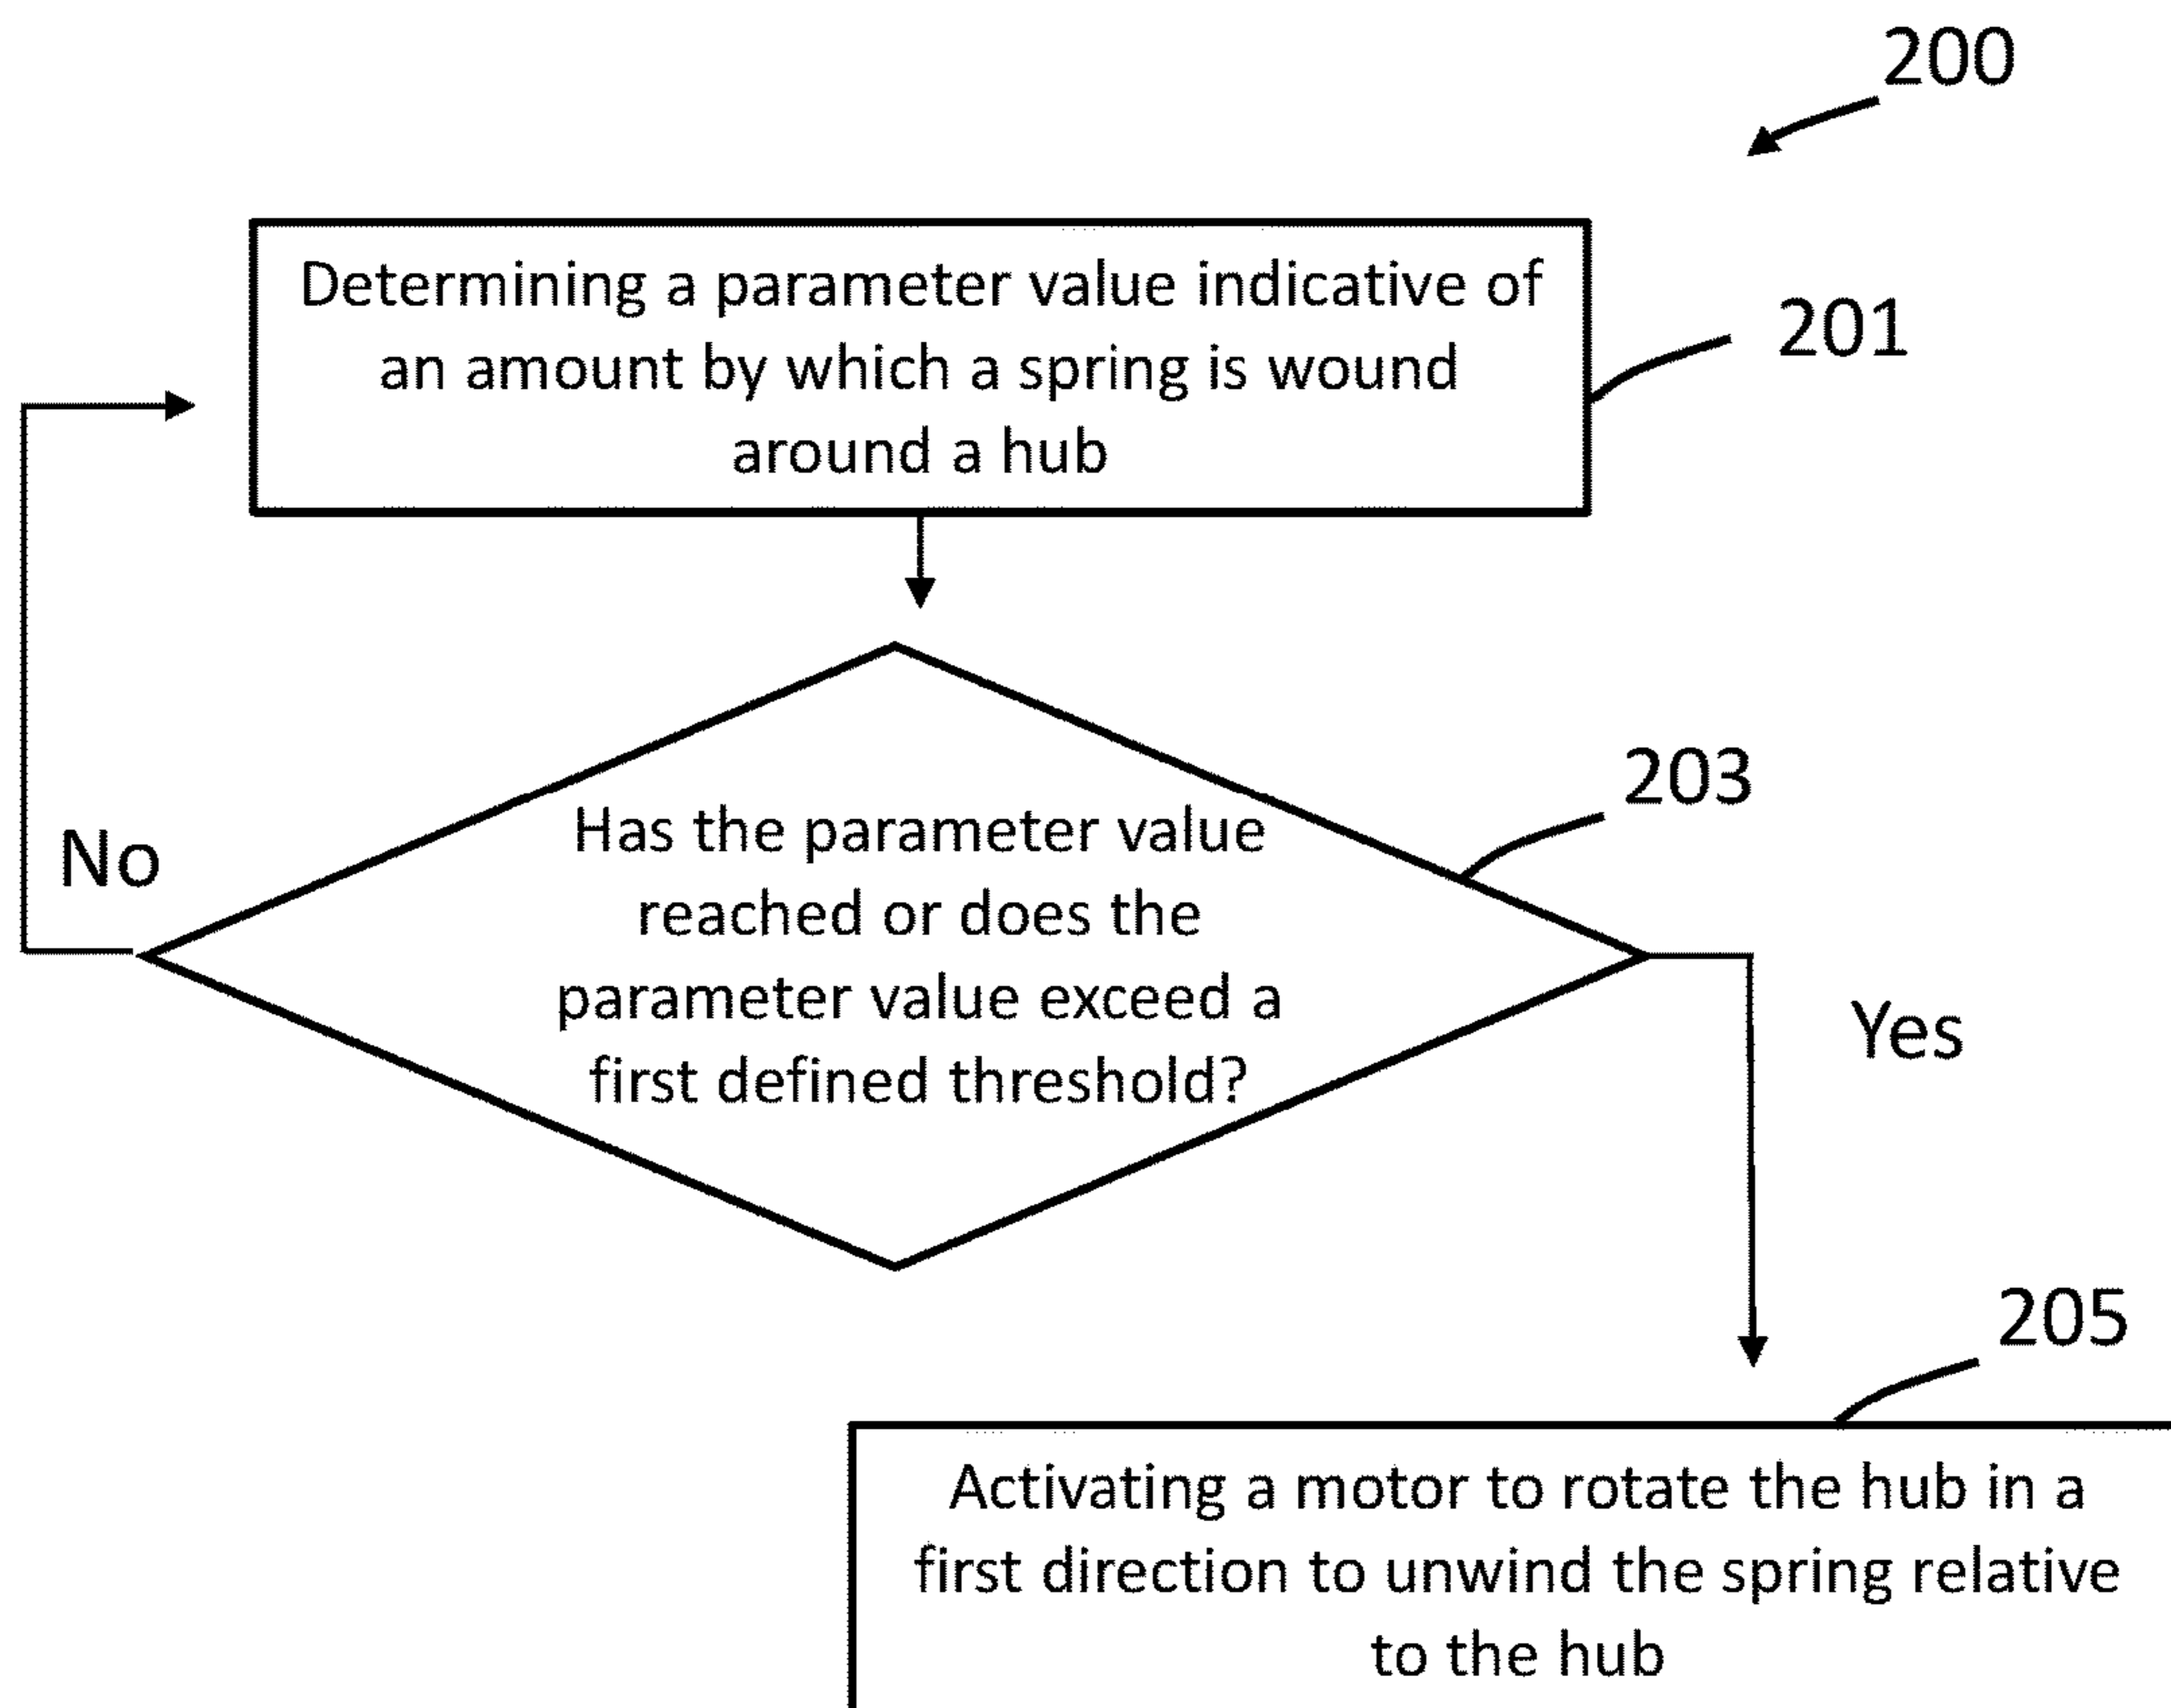 200
Determining a parameter value indicative of
an amount by which a spring is wound
around a hub
201
203
Has the parameter value
reached or does the
parameter value exceed a
first defined threshold?
No
Yes
205
Activating a motor to rotate the hub in a
first direction to unwind the spring relative
to the hub